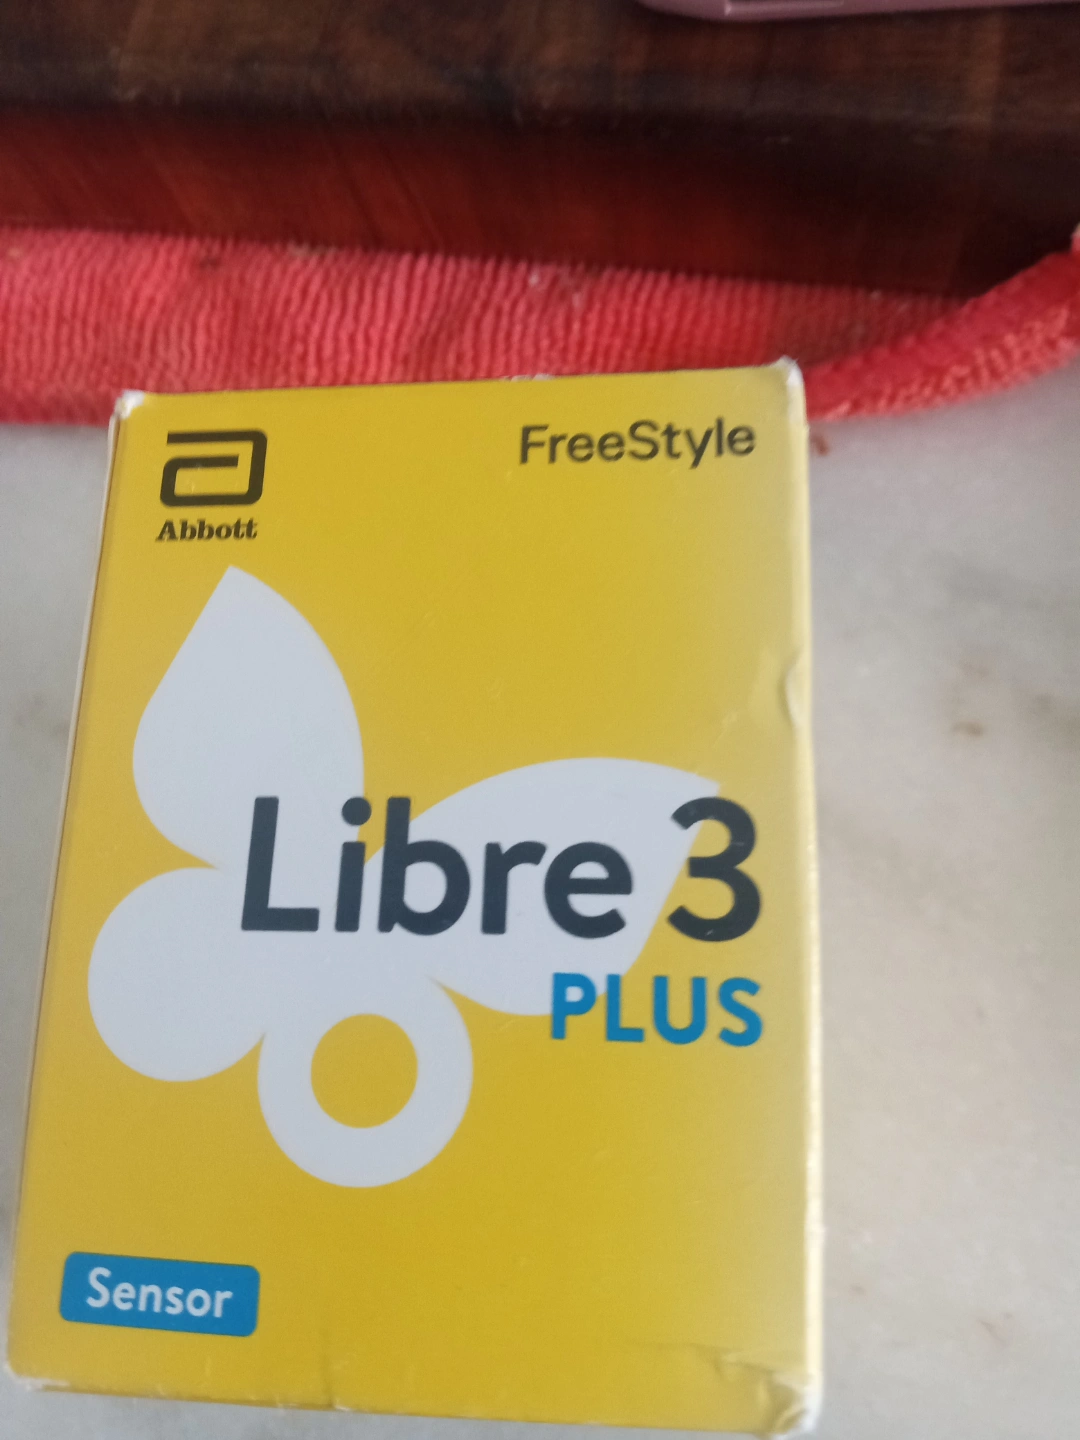 Abbott
FreeStyle
Libre 3
PLUS
Sensor